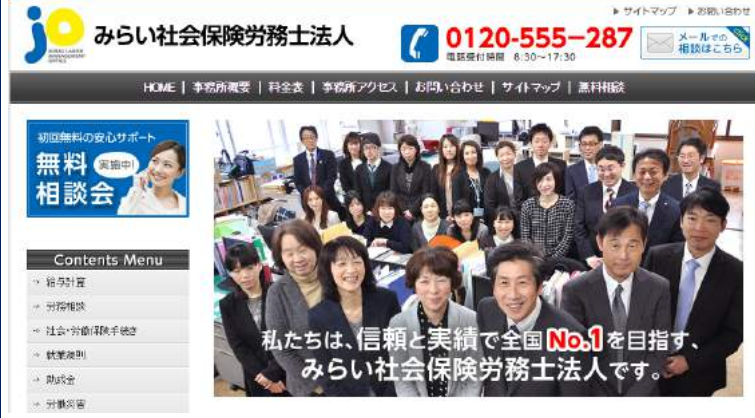 サイトマップ お問い合わせ
みらい社会保険労務士法人
0120-555-287
電話受付時間 8:30～17:30
メールでの
相談はこちら
CLICK
HOME | 事務所概要 | 料金表 | 事務所アクセス | お問い合わせ | サイトマップ | 無料相談
初回無料の安心サポート
無料
実施中!
相談会
Contents Menu
給与計算
労務相談
社会・労働保険手続き
就業規則
助成金
労働災害
私たちは、信頼と実績で全国No.1を目指す、
みらい社会保険労務士法人です。